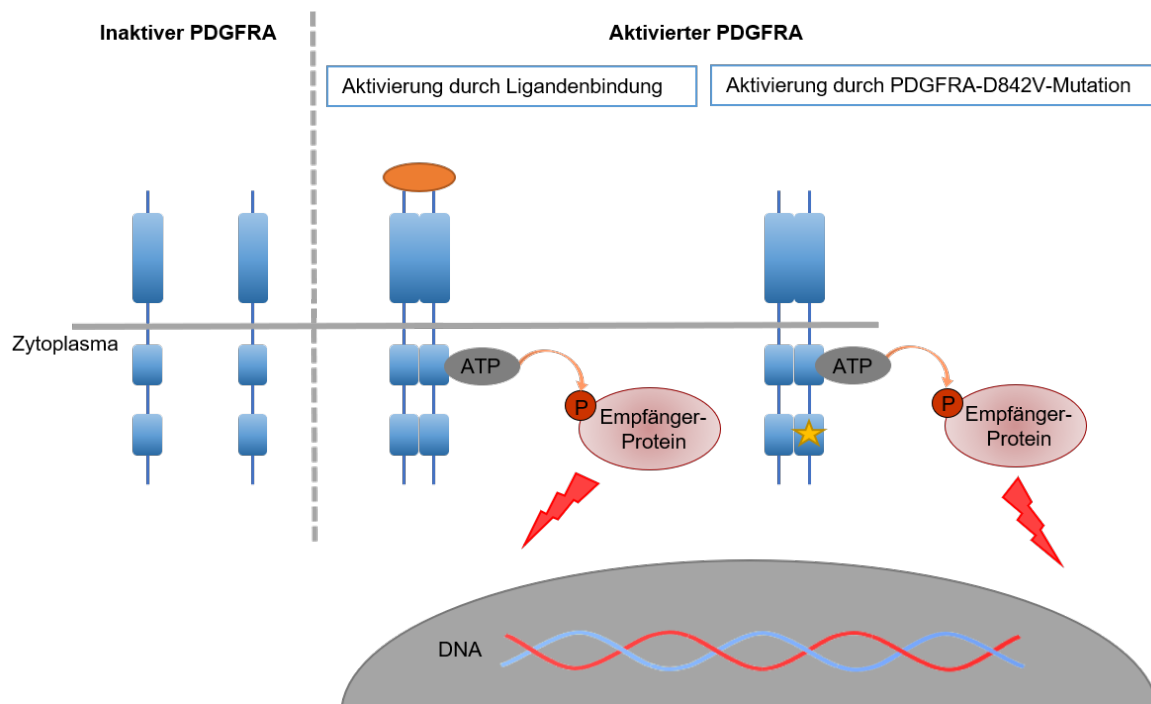 Inaktiver PDGFRA
Aktivierter PDGFRA
Aktivierung durch Ligandenbindung
Aktivierung durch PDGFRA-D842V-Mutation
Zytoplasma
ATP
P
Empfänger-
Protein
ATP
P
Empfänger-
Protein
DNA